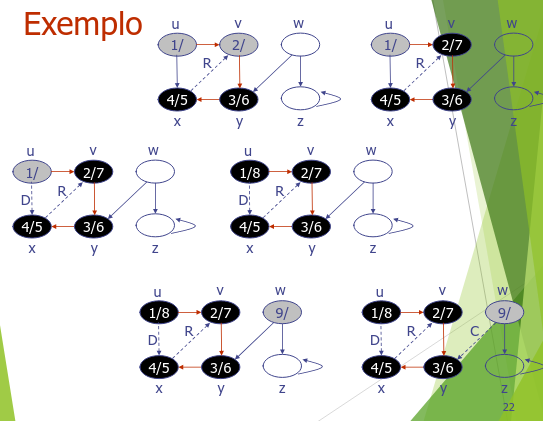 Exemplo
u v w
1/ 2/
R
4/5 3/6
x y z
u v w
1/ 2/7
R
4/5 3/6
x y z
u v w
1/ 2/7
D R
4/5 3/6
x y z
u v w
1/8 2/7
D R
4/5 3/6
x y z
u v w
1/8 2/7 9/
D R
4/5 3/6
x y z
u v w
1/8 2/7 9/
D R C
4/5 3/6
x y z
22